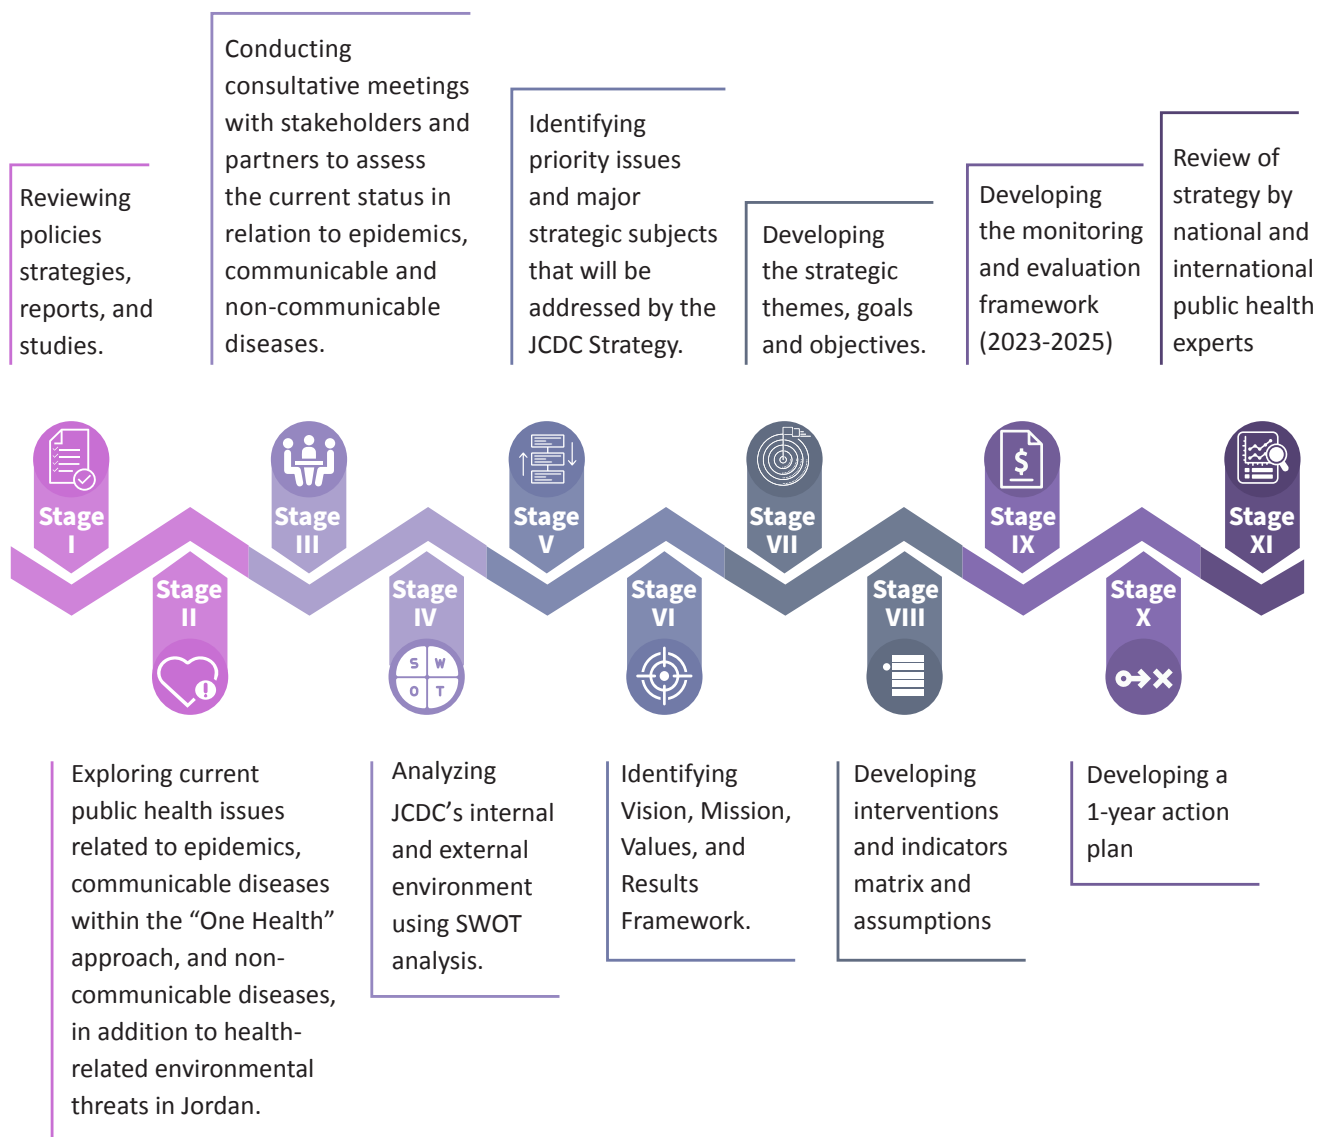 Reviewing
policies
strategies,
reports, and
studies.
Conducting
consultative meetings
with stakeholders and
partners to assess
the current status in
relation to epidemics,
communicable and
non-communicable
diseases.
Identifying
priority issues
and major
strategic subjects
that will be
addressed by the
JCDC Strategy.
Developing
the strategic
themes, goals
and objectives.
Developing
the monitoring
and evaluation
framework
(2023-2025)
Review of
strategy by
national and
international
public health
experts
Stage
I
Stage
III
Stage
V
Stage
VII
$
Stage
IX
Stage
XI
Stage
II
Stage
IV
S W
O T
Stage
VI
Stage
VIII
Stage
X
Exploring current
public health issues
related to epidemics,
communicable diseases
within the “One Health”
approach, and non-
communicable diseases,
in addition to health-
related environmental
threats in Jordan.
Analyzing
JCDC’s internal
and external
environment
using SWOT
analysis.
Identifying
Vision, Mission,
Values, and
Results
Framework.
Developing
interventions
and indicators
matrix and
assumptions
Developing a
1-year action
plan